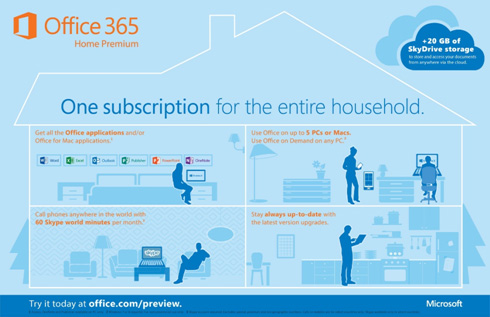 Office 365
Home Premium
+20 GB of
SkyDrive storage
to store and access your documents
from anywhere via the cloud.
One subscription for the entire household.
Get all the Office applications and/or
Office for Mac applications.¹
Word Excel Outlook Publisher PowerPoint OneNote
Use Office on up to 5 PCs or Macs.
Use Office on Demand on any PC.
Call phones anywhere in the world with
60 Skype world minutes per month.
Stay always up-to-date with
the latest version upgrades.
Try it today at office.com/preview.
Microsoft